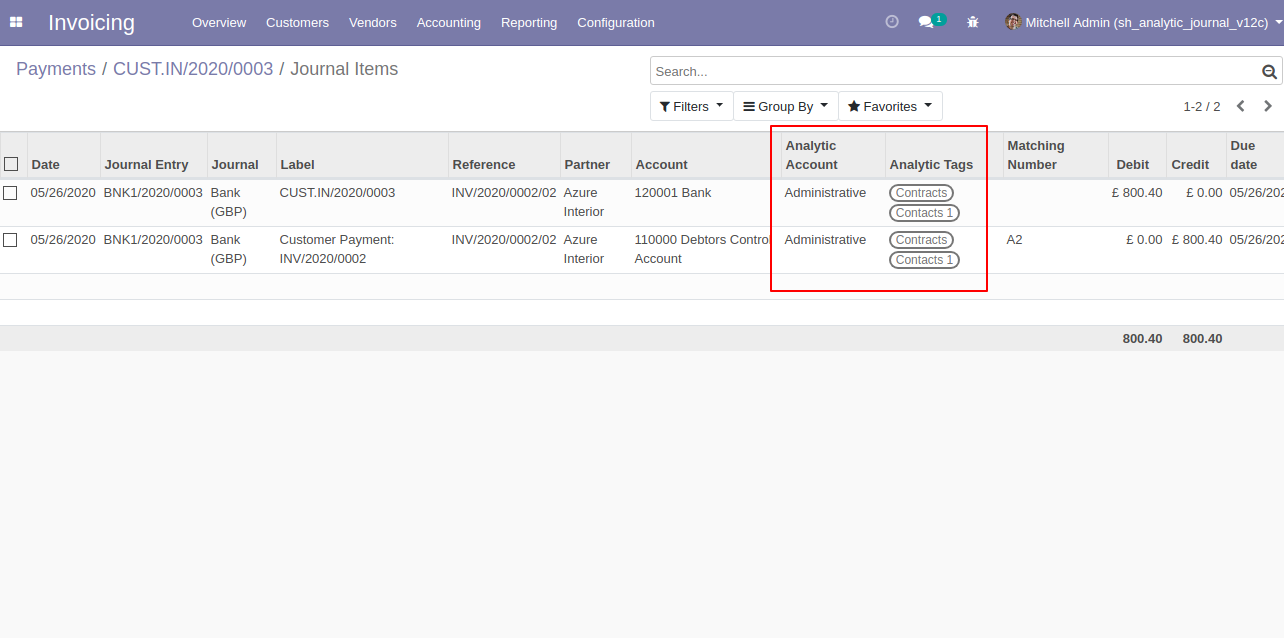 Invoicing Overview Customers Vendors Accounting Reporting Configuration 1 Mitchell Admin (sh_analytic_journal_v12c)
Payments / CUST.IN/2020/0003 / Journal Items
Search...
Filters Group By Favorites 1-2 / 2
Date Journal Entry Journal Label Reference Partner Account Analytic Account Analytic Tags Matching Number Debit Credit Due date
05/26/2020 BNK1/2020/0003 Bank (GBP) CUST.IN/2020/0003 INV/2020/0002/02 Azure Interior 120001 Bank Administrative Contracts Contacts 1 £ 800.40 £ 0.00 05/26/202
05/26/2020 BNK1/2020/0003 Bank (GBP) Customer Payment: INV/2020/0002 INV/2020/0002/02 Azure Interior 110000 Debtors Control Account Administrative Contracts Contacts 1 A2 £ 0.00 £ 800.40 05/26/202
800.40 800.40